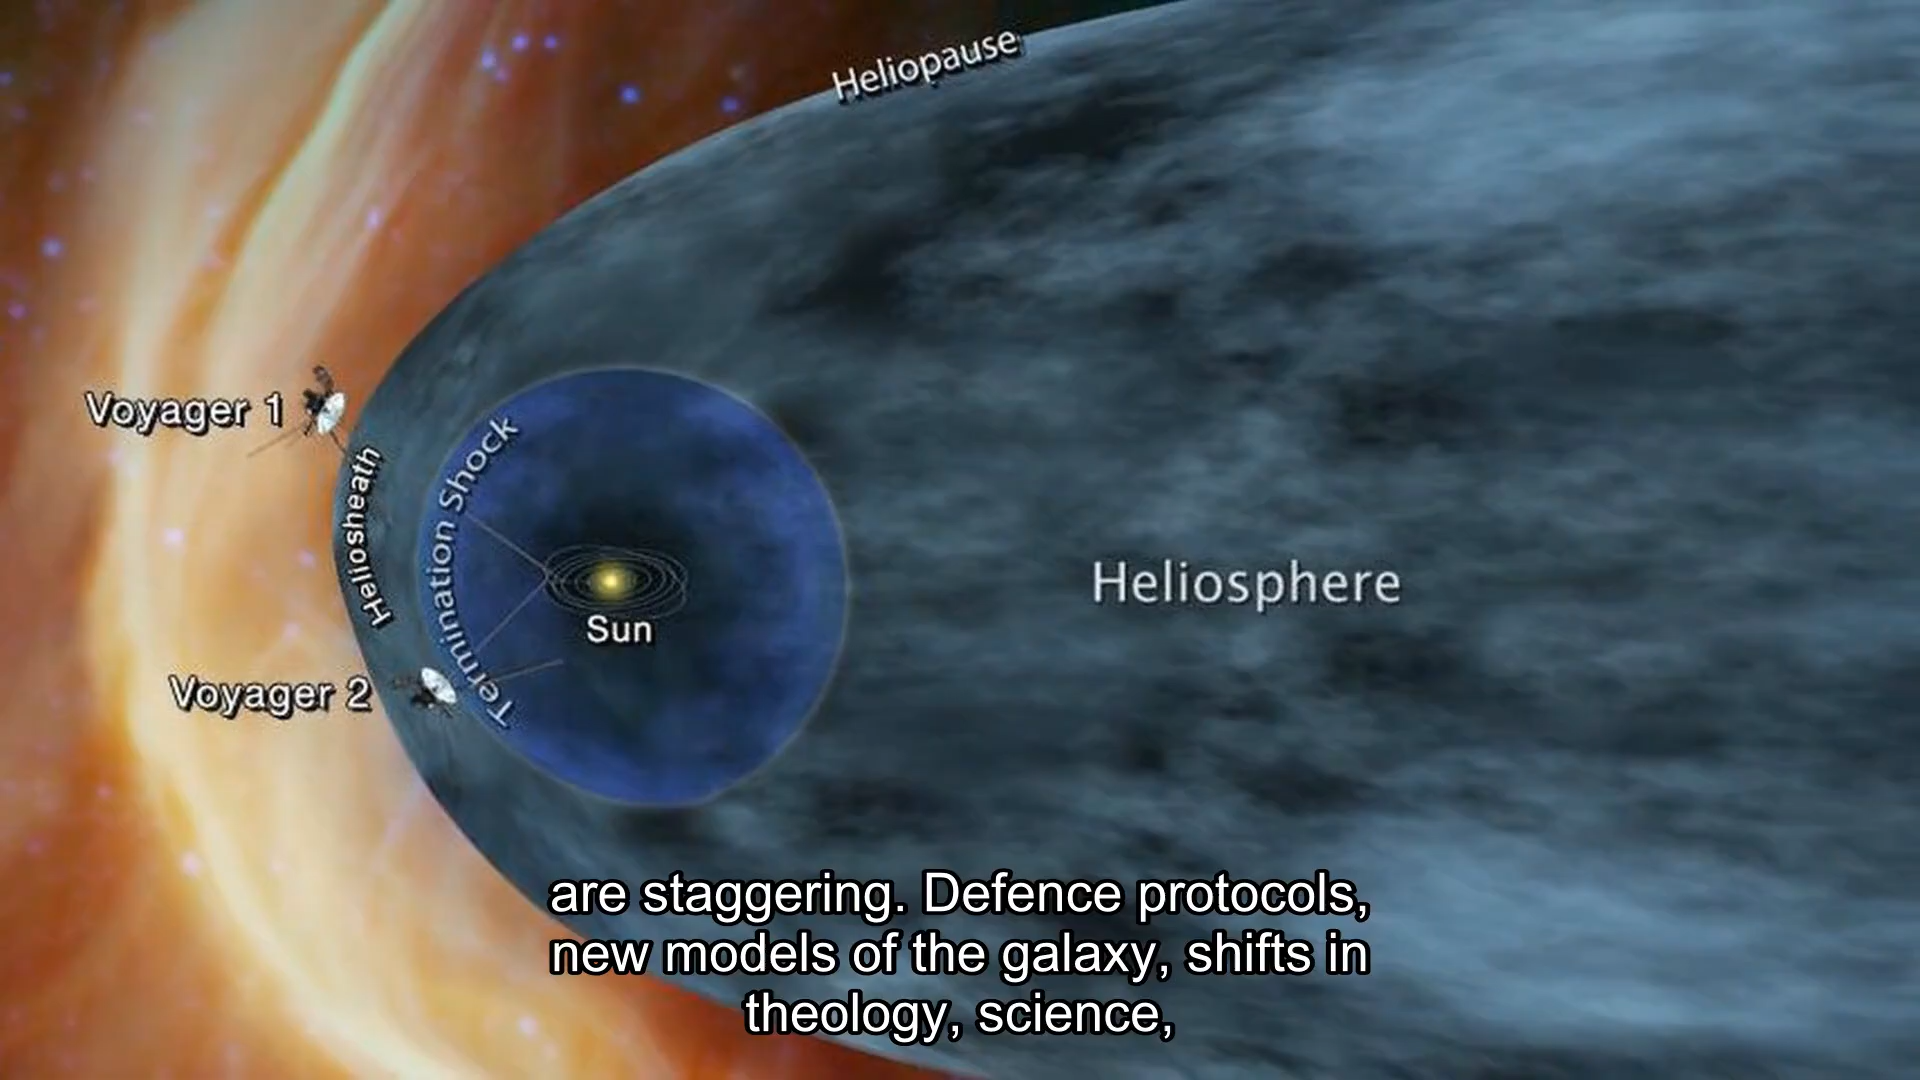 Heliopause
Voyager 1
Heliosheath
Termination Shock
Sun
Heliosphere
Voyager 2
are staggering. Defence protocols,
new models of the galaxy, shifts in
theology, science,